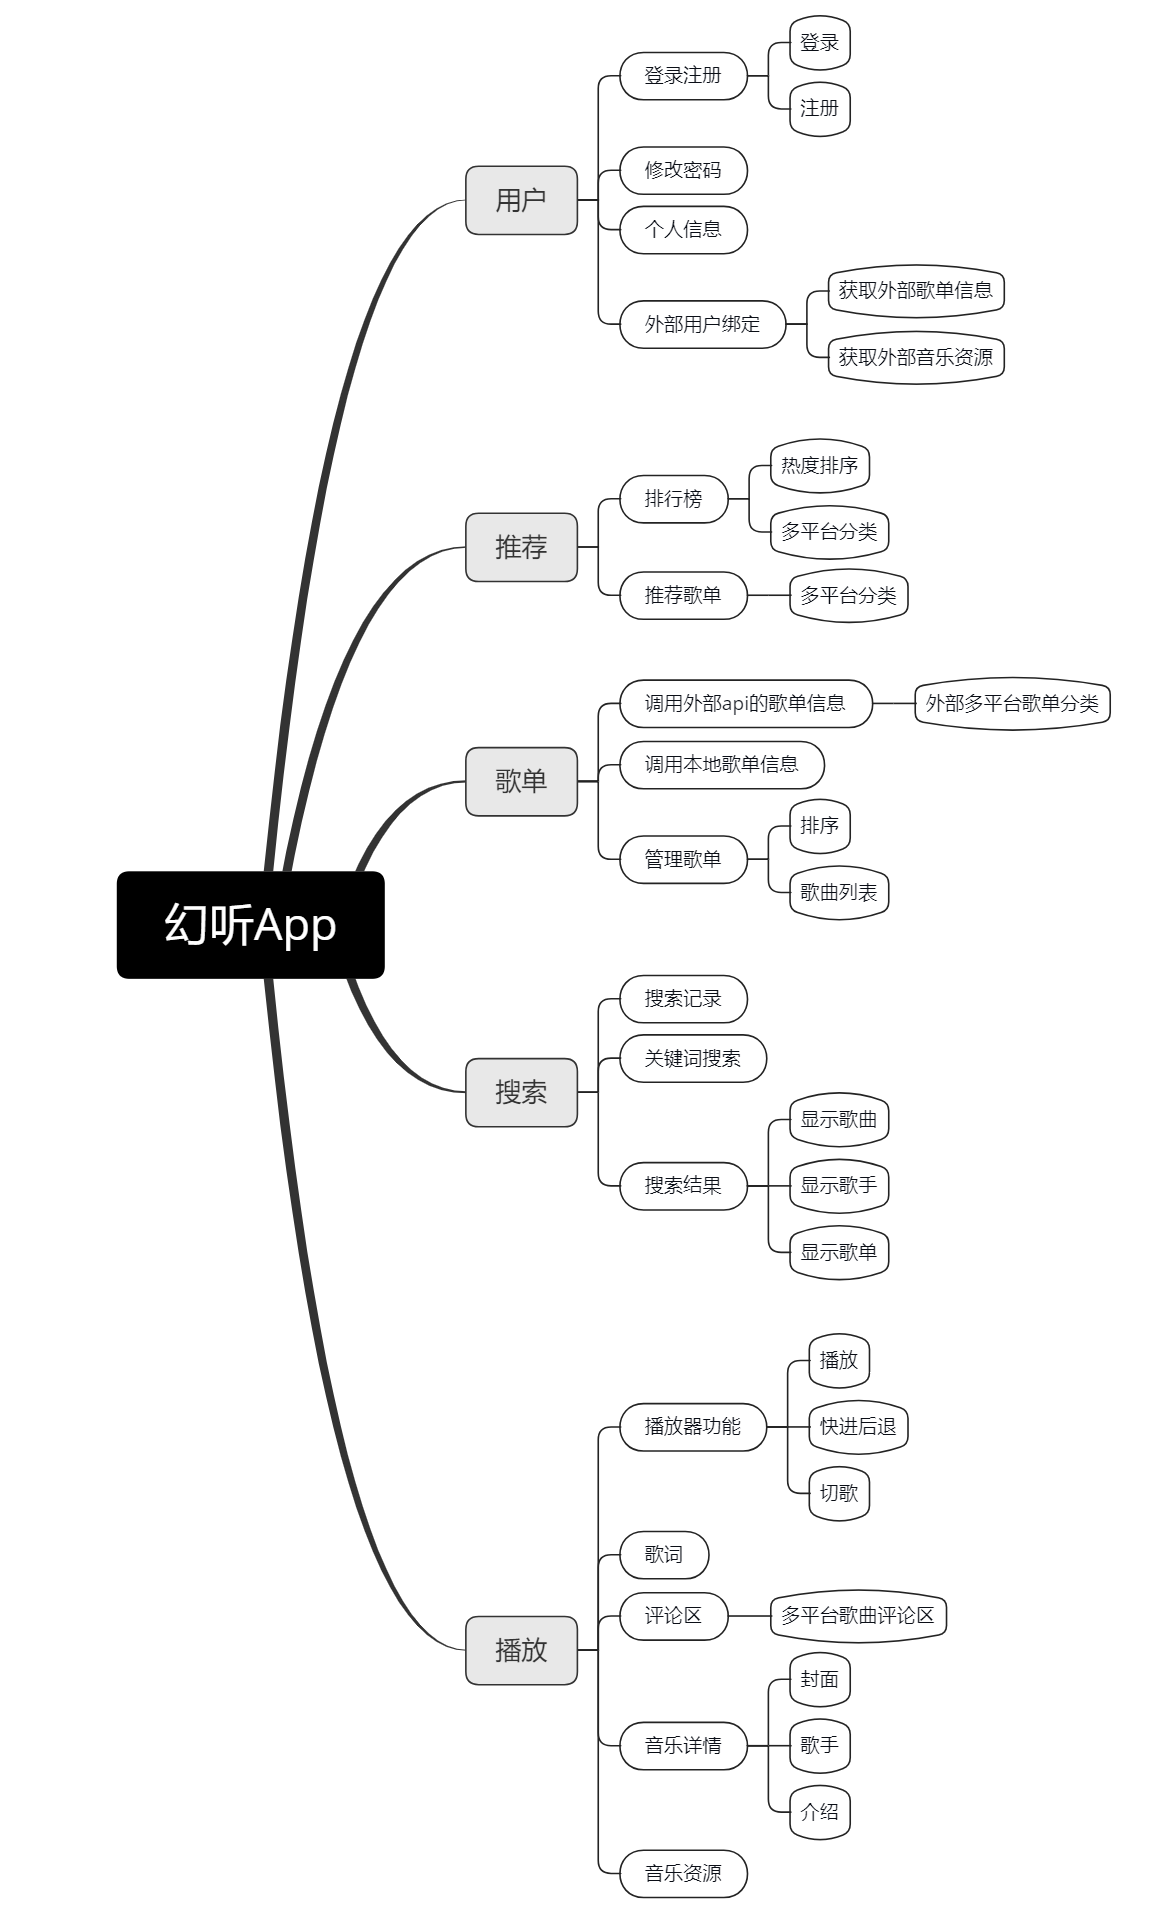 幻听App
用户
登录注册
登录
注册
修改密码
个人信息
外部用户绑定
获取外部歌单信息
获取外部音乐资源
推荐
排行榜
热度排序
多平台分类
推荐歌单
多平台分类
歌单
调用外部api的歌单信息
外部多平台歌单分类
调用本地歌单信息
管理歌单
排序
歌曲列表
搜索
搜索记录
关键词搜索
搜索结果
显示歌曲
显示歌手
显示歌单
播放
播放器功能
播放
快进后退
切歌
歌词
评论区
多平台歌曲评论区
音乐详情
封面
歌手
介绍
音乐资源